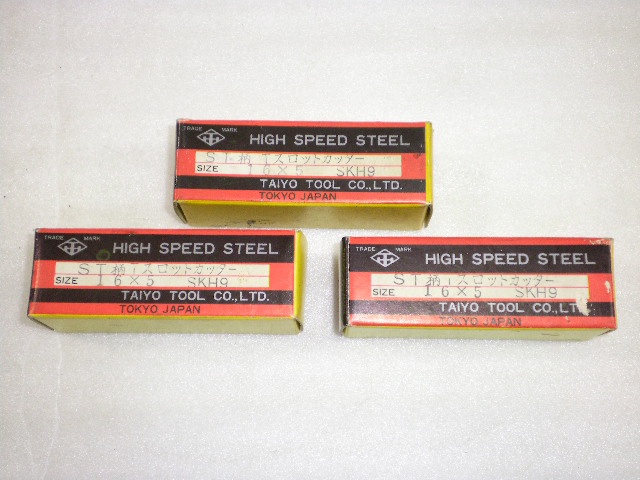 TRADE MARK
HIGH SPEED STEEL
ST柄Tスロットカッター
SIZE 16×5 SKH9
TAIYO TOOL CO.,LTD.
TOKYO JAPAN
TRADE MARK
HIGH SPEED STEEL
ST柄Tスロットカッター
SIZE 16×5 SKH9
TAIYO TOOL CO.,LTD.
TOKYO JAPAN
TRADE MARK
HIGH SPEED STEEL
ST柄Tスロットカッター
SIZE 16×5 SKH9
TAIYO TOOL CO.,LT
TOKYO JAPAN